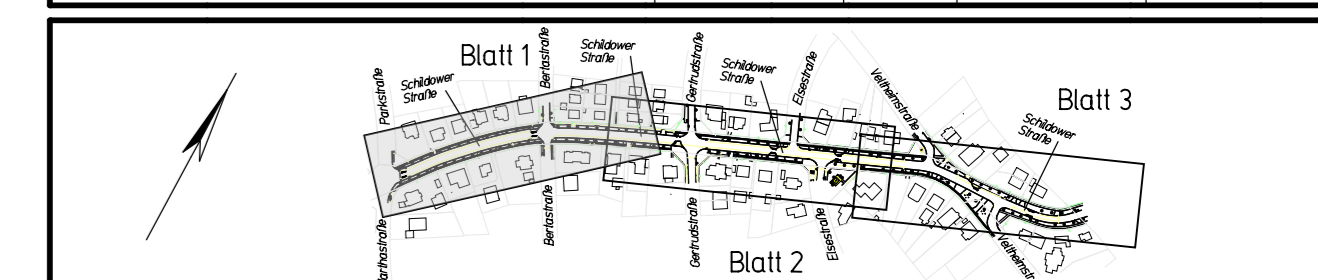 Blatt 1
Schildower
Straße
Parkstraße
Schildower
Straße
Bertastraße
Gertrudstraße
Schildower
Straße
Elsestraße
Veltheimstraße
Blatt 3
Schildower
Straße
Bertastraße
Gertrudstraße
Elsestraße
Blatt 2